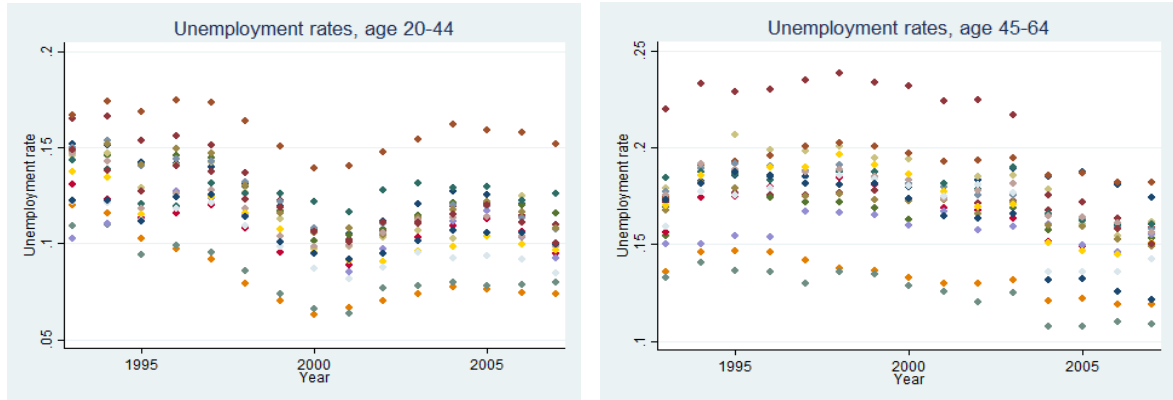 Unemployment rates, age 20-44
.2
.15
.1
.05
Unemployment rate
1995
2000
2005
Year
Unemployment rates, age 45-64
.25
.2
.15
.1
Unemployment rate
1995
2000
2005
Year